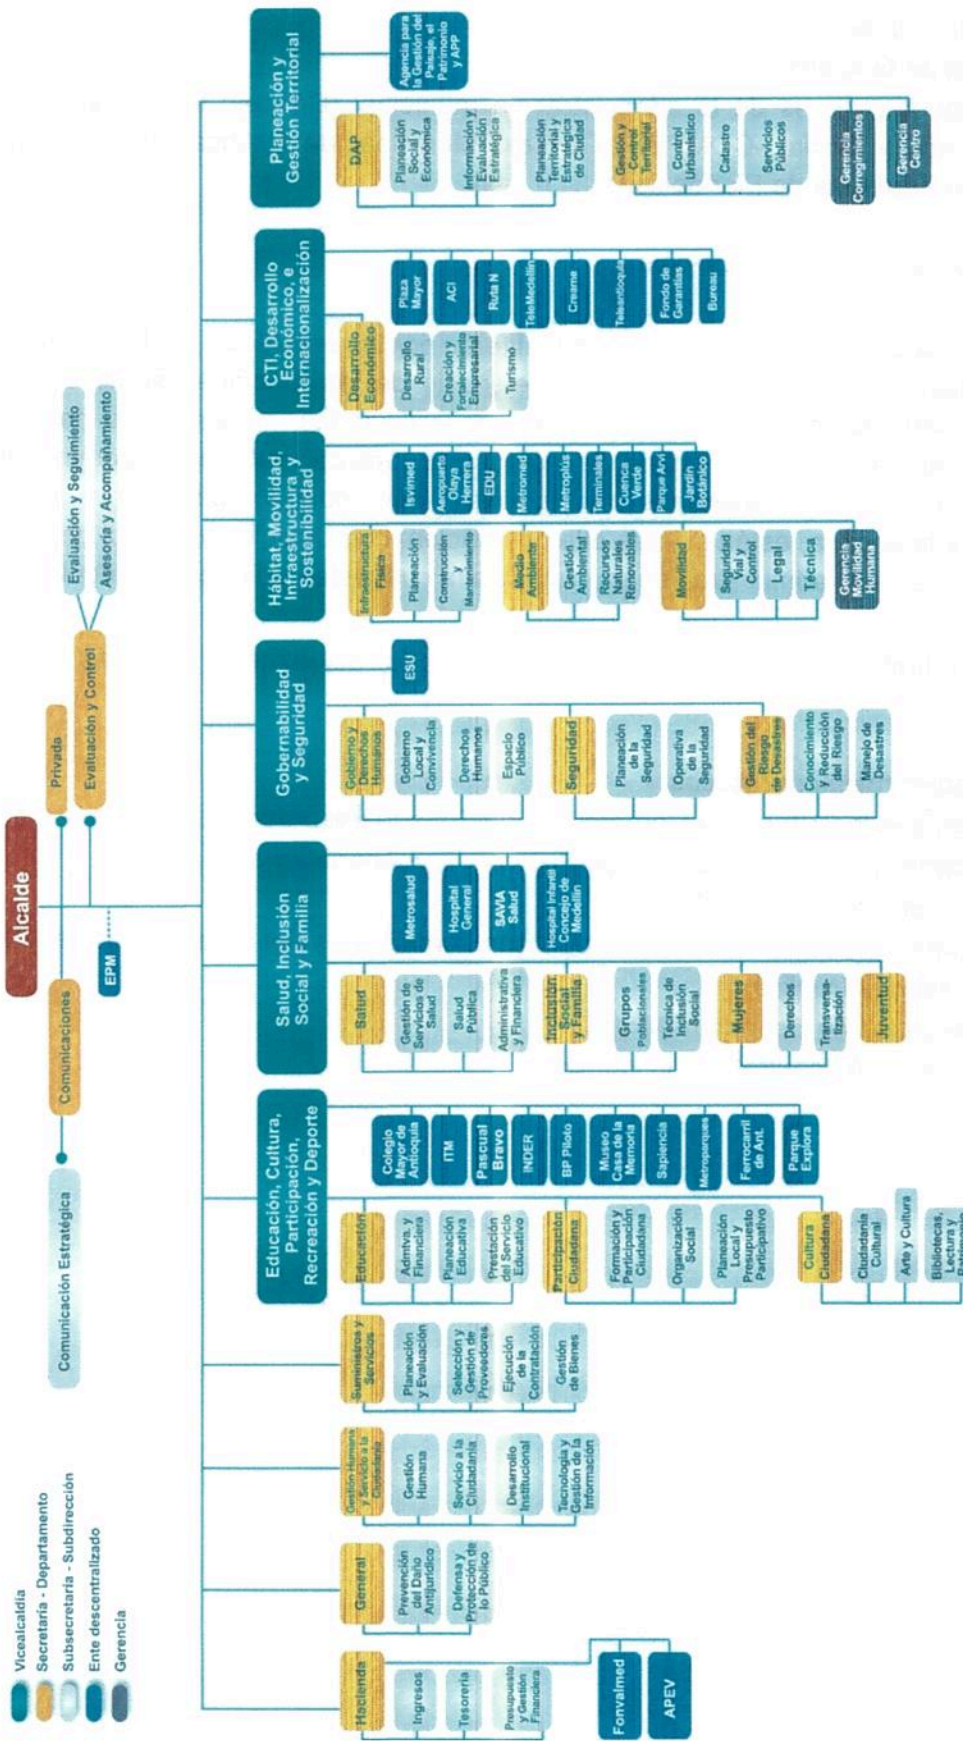 Vicealcaldía
Secretaría - Departamento
Subsecretaría - Subdirección
Ente descentralizado
Gerencia
Alcalde
Comunicación Estratégica
Comunicaciones
Privada
Evaluación y Control
Evaluación y Seguimiento
Asesoría y Acompañamiento
EPM
Hacienda
Ingresos
Tesorería
Presupuesto
y Gestión
Financiera
Fonvalmed
APEV
General
Prevención
del Daño
Antijurídico
Defensa y
Protección de
lo Público
Gestión Humana
y Servicio a la
Ciudadanía
Gestión
Humana
Servicio a la
Ciudadanía
Desarrollo
Institucional
Tecnología y
Gestión de la
Información
Suministros y
Servicios
Planeación
y Evaluación
Selección y
Gestión de
Proveedores
Ejecución
de la
Contratación
Gestión
de Bienes
Educación, Cultura,
Participación,
Recreación y Deporte
Educación
Admtva. y
Financiera
Planeación
Educativa
Prestación
del Servicio
Educativo
Participación
Ciudadana
Formación y
Participación
Ciudadana
Organización
Social
Planeación
Local y
Presupuesto
Participativo
Cultura
Ciudadana
Ciudadanía
Cultural
Arte y Cultura
Bibliotecas,
Lectura y
Patrimonio
Colegio
Mayor de
Antioquia
ITM
Pascual
Bravo
INDER
BP Piloto
Museo
Casa de la
Memoria
Sapiencia
Metroparques
Ferrocarril
de Ant.
Parque
Explora
Salud, Inclusión
Social y Familia
Salud
Gestión de
Servicios de
Salud
Salud
Pública
Administrativa
y Financiera
Inclusión
Social
y Familia
Grupos
Poblacionales
Técnica de
Inclusión
Social
Mujeres
Derechos
Transversa-
lización
Juventud
Metrosalud
Hospital
General
SAVIA
Salud
Hospital Infantil
Concejo de
Medellín
Gobernabilidad
y Seguridad
Gobierno y
Derechos
Humanos
Gobierno
Local y
Convivencia
Derechos
Humanos
Espacio
Público
Seguridad
Planeación
de la
Seguridad
Operativa
de la
Seguridad
Gestión del
Riesgo
de Desastres
Conocimiento
y Reducción
del Riesgo
Manejo de
Desastres
ESU
Hábitat, Movilidad,
Infraestructura y
Sostenibilidad
Infraestructura
Física
Planeación
Construcción
y
Mantenimiento
Medio
Ambiente
Gestión
Ambiental
Recursos
Naturales
Renovables
Movilidad
Seguridad
Vial y
Control
Legal
Técnica
Gerencia
Movilidad
Humana
Isvimed
Aeropuerto
Olaya
Herrera
EDU
Metromed
Metroplús
Terminales
Cuenca
Verde
Parque Arví
Jardín
Botánico
CTI, Desarrollo
Económico, e
Internacionalización
Desarrollo
Económico
Desarrollo
Rural
Creación y
Fortalecimiento
Empresarial
Turismo
Plaza
Mayor
ACI
Ruta N
TeleMedellín
Creame
Teleantioquia
Fondo de
Garantías
Bureau
Planeación y
Gestión Territorial
DAP
Planeación
Social y
Económica
Información y
Evaluación
Estratégica
Planeación
Territorial y
Estratégica
de Ciudad
Gestión y
Control
Territorial
Control
Urbanístico
Catastro
Servicios
Públicos
Gerencia
Corregimientos
Gerencia
Centro
Agencia para
la Gestión del
Paisaje, el
Patrimonio
y APP